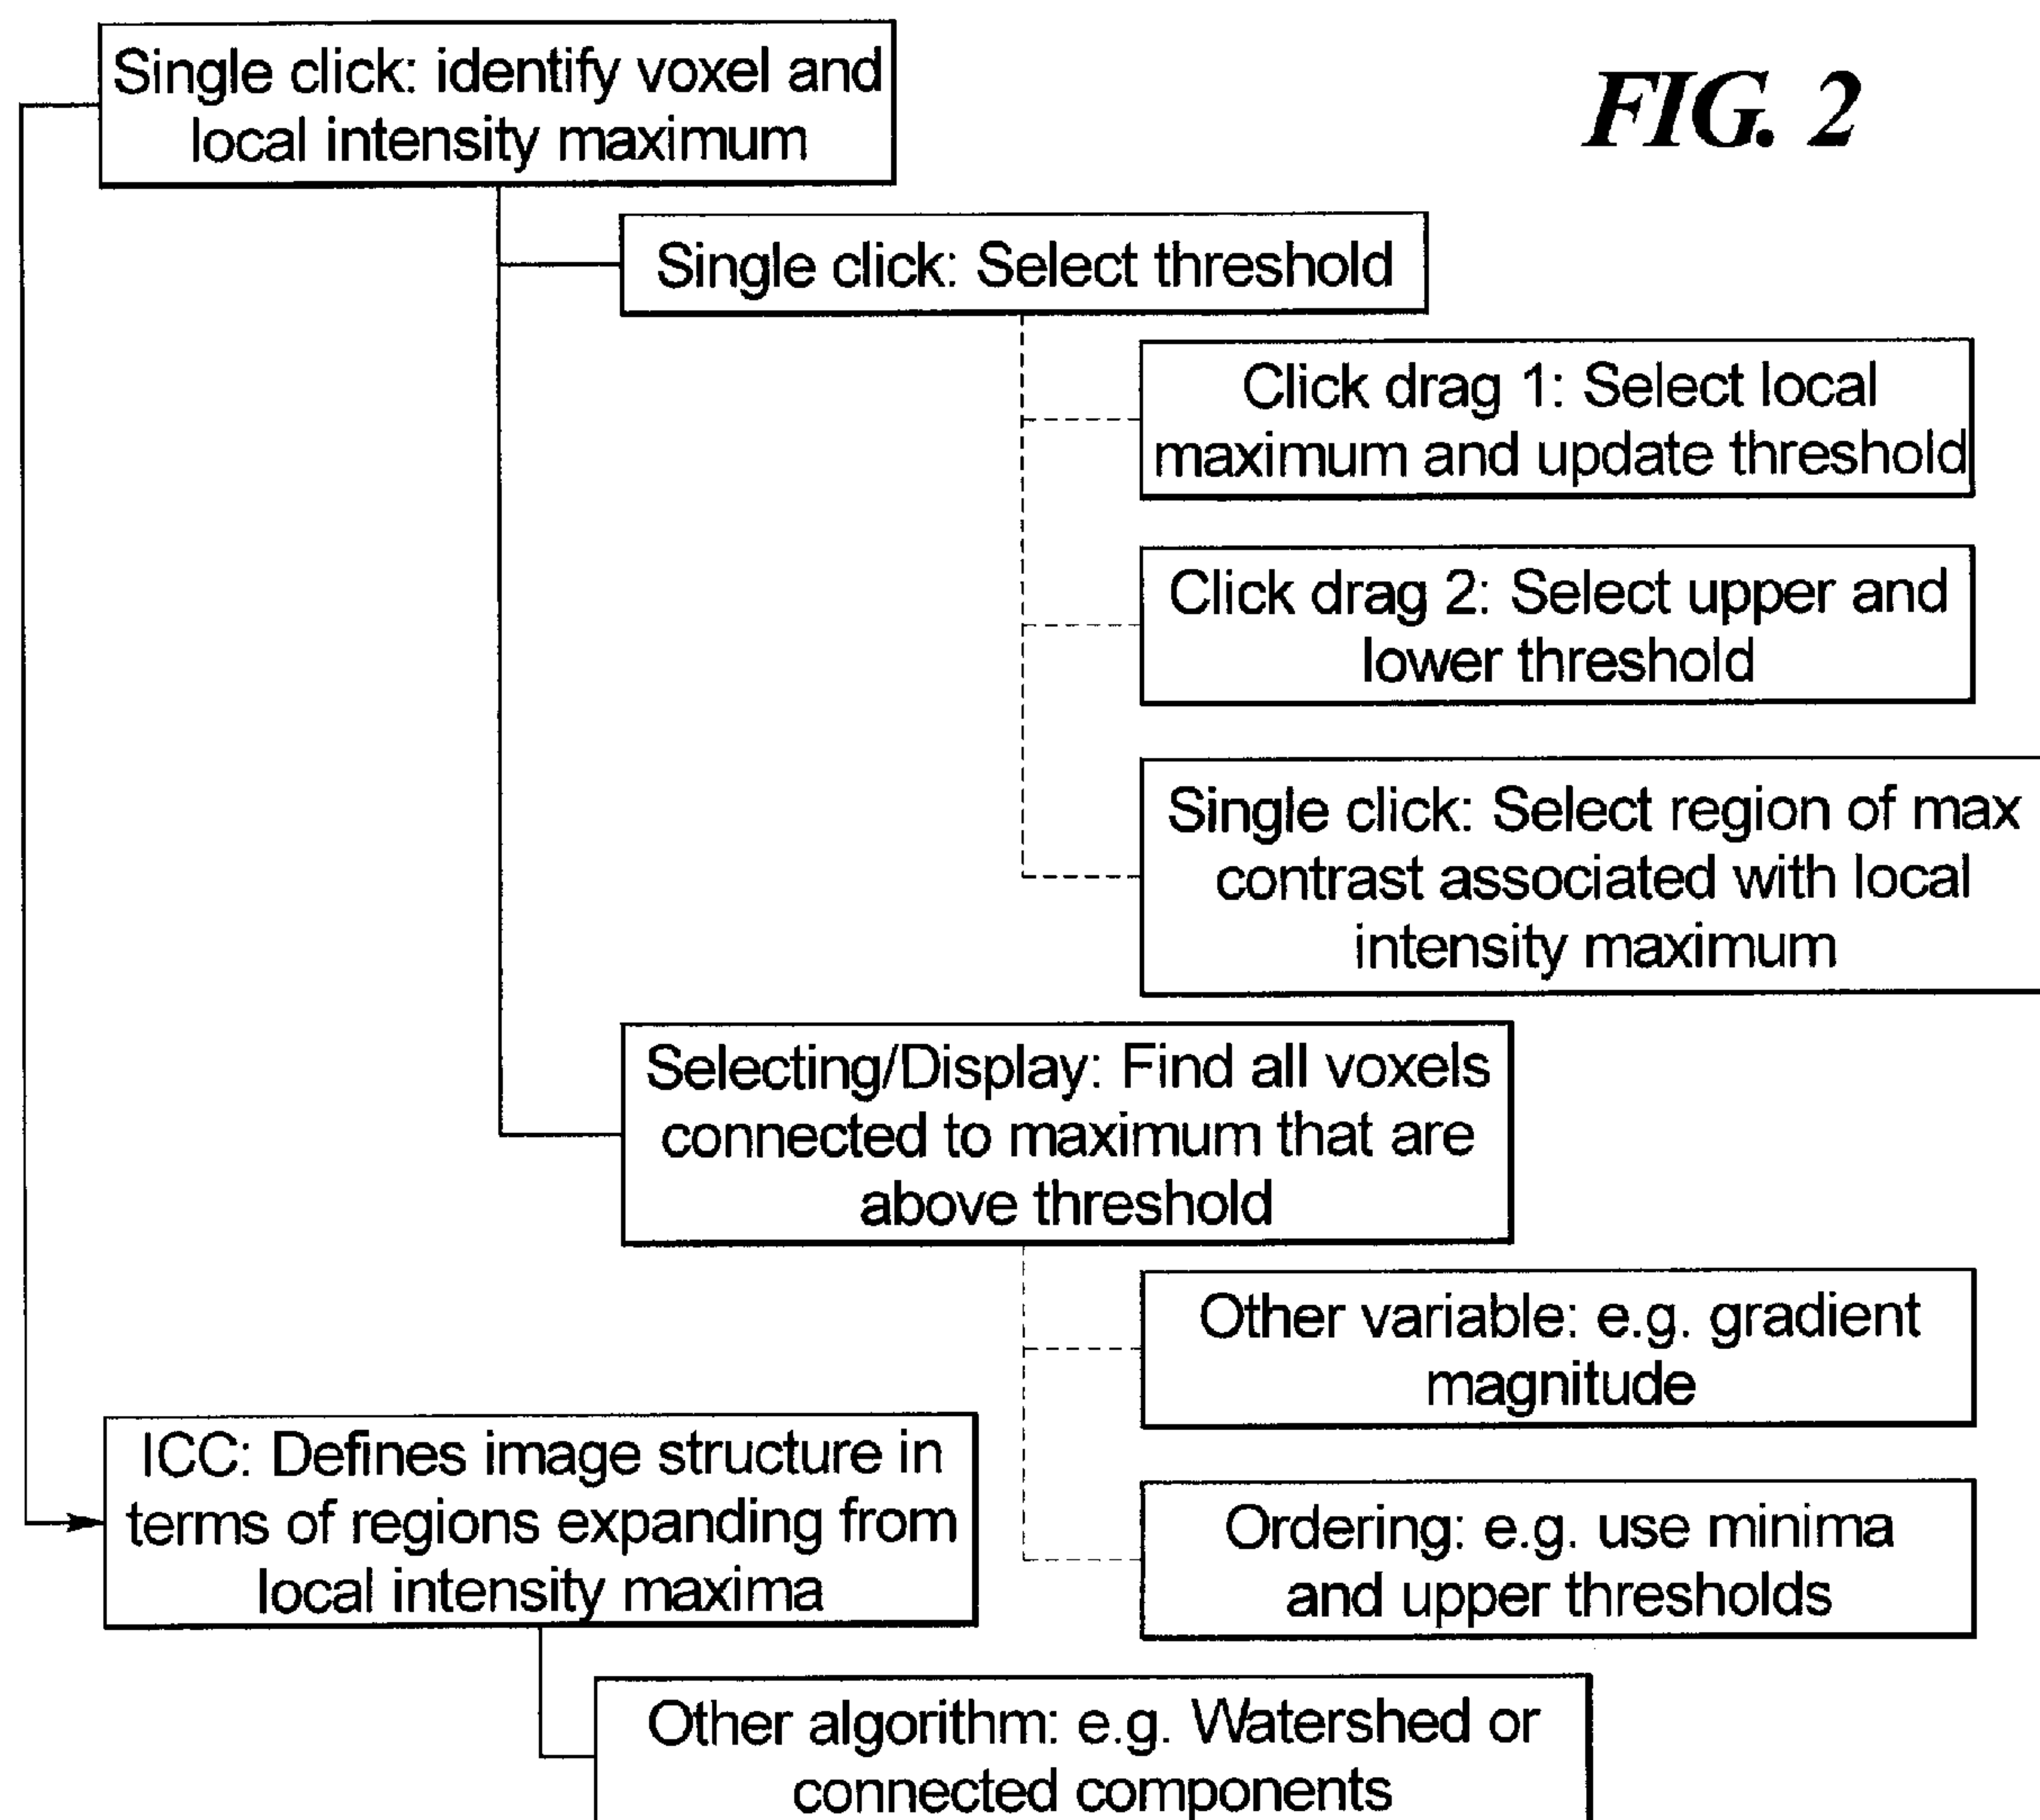 Single click: identify voxel and
local intensity maximum
FIG. 2
Single click: Select threshold
Click drag 1: Select local
maximum and update threshold
Click drag 2: Select upper and
lower threshold
Single click: Select region of max
contrast associated with local
intensity maximum
Selecting/Display: Find all voxels
connected to maximum that are
above threshold
Other variable: e.g. gradient
magnitude
ICC: Defines image structure in
terms of regions expanding from
local intensity maxima
Ordering: e.g. use minima
and upper thresholds
Other algorithm: e.g. Watershed or
connected components